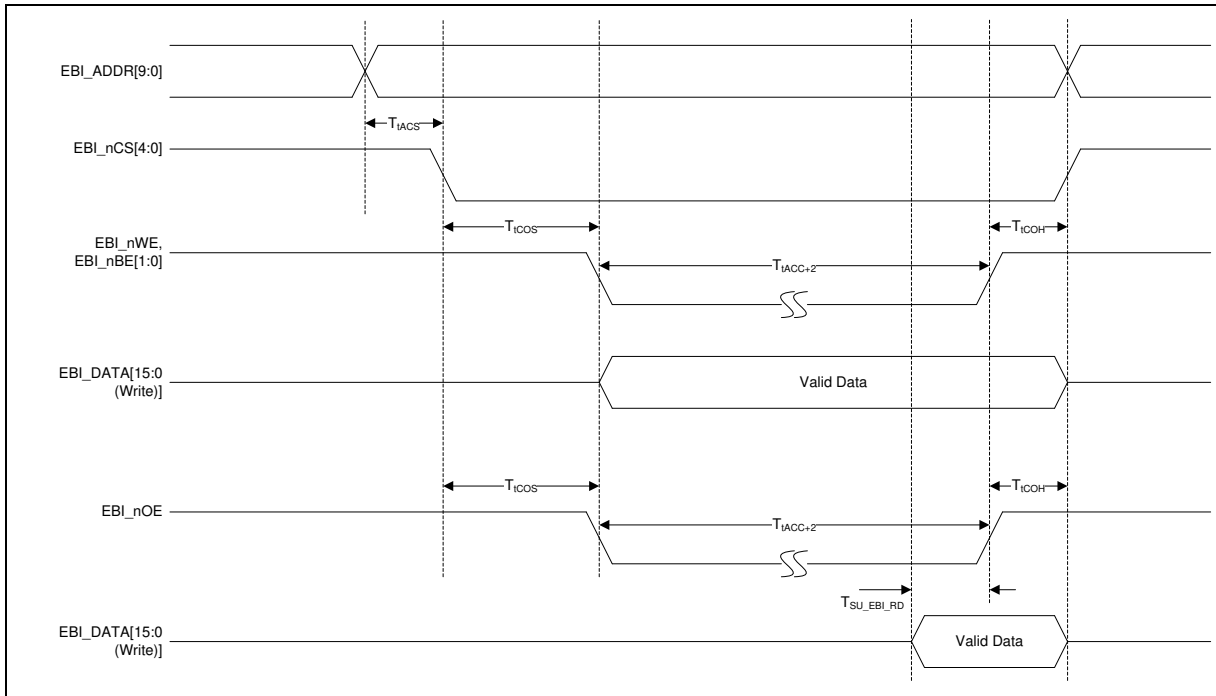 EBI_ADDR[9:0]
TtACS
EBI_nCS[4:0]
TtCOS
TtCOH
EBI_nWE,
EBI_nBE[1:0]
TtACC+2
EBI_DATA[15:0
(Write)]
Valid Data
TtCOS
TtCOH
EBI_nOE
TtACC+2
TSU_EBI_RD
EBI_DATA[15:0
(Write)]
Valid Data